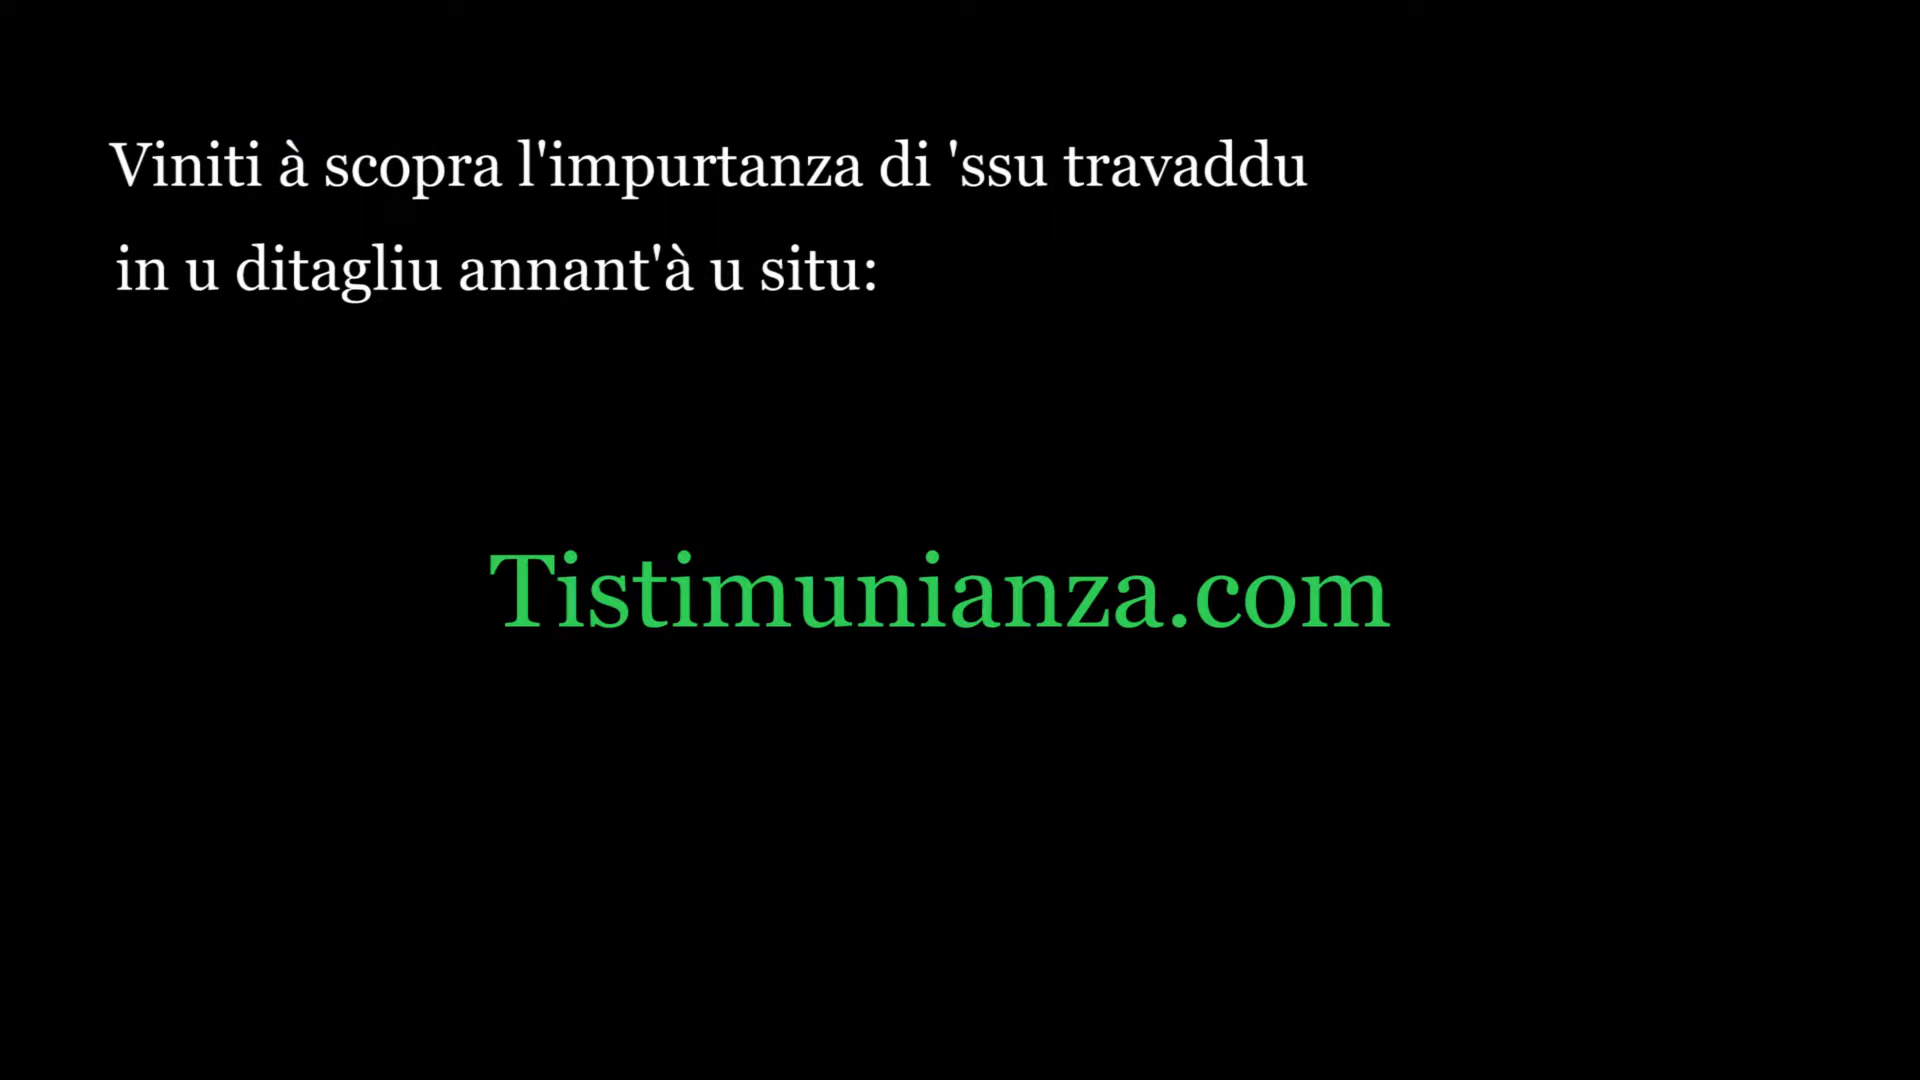 Viniti à scopra l'impurtanza di 'ssu travaddu
in u ditagliu annant'à u situ:
Tistimunianza.com